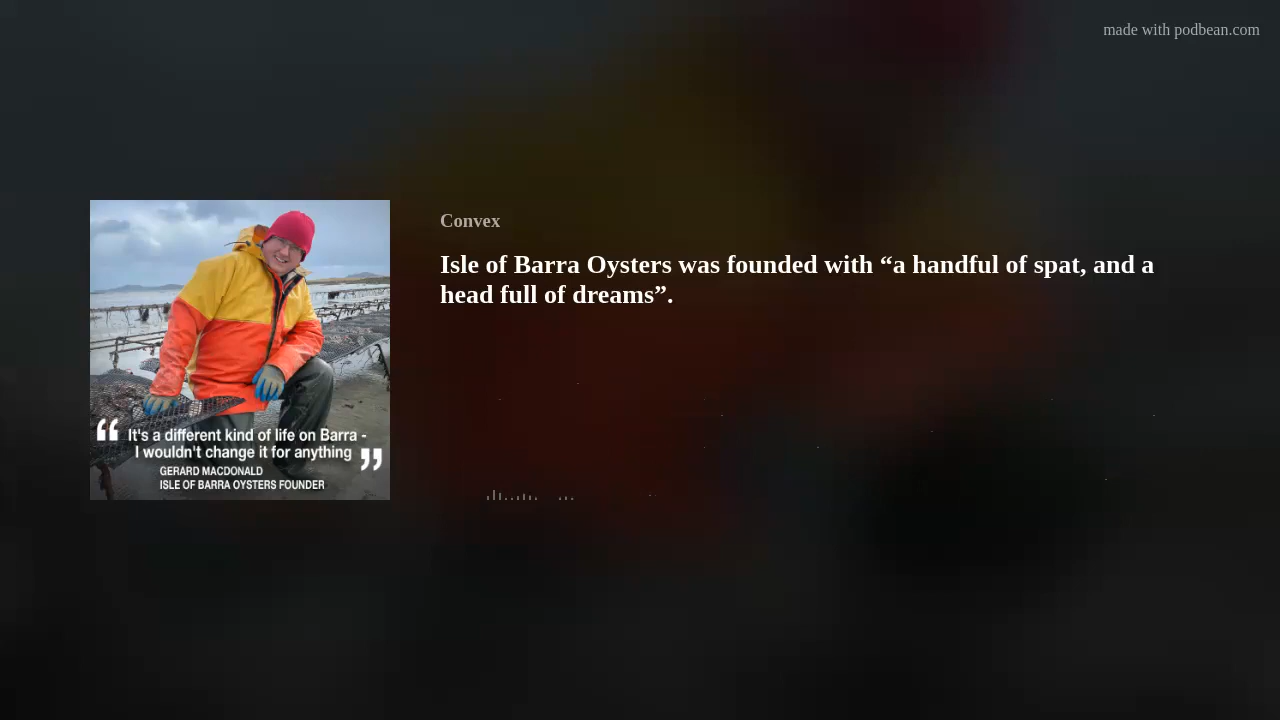 made with podbean.com
Convex
Isle of Barra Oysters was founded with “a handful of spat, and a
head full of dreams”.
“ It's a different kind of life on Barra -
I wouldn't change it for anything ”
GERARD MACDONALD
ISLE OF BARRA OYSTERS FOUNDER